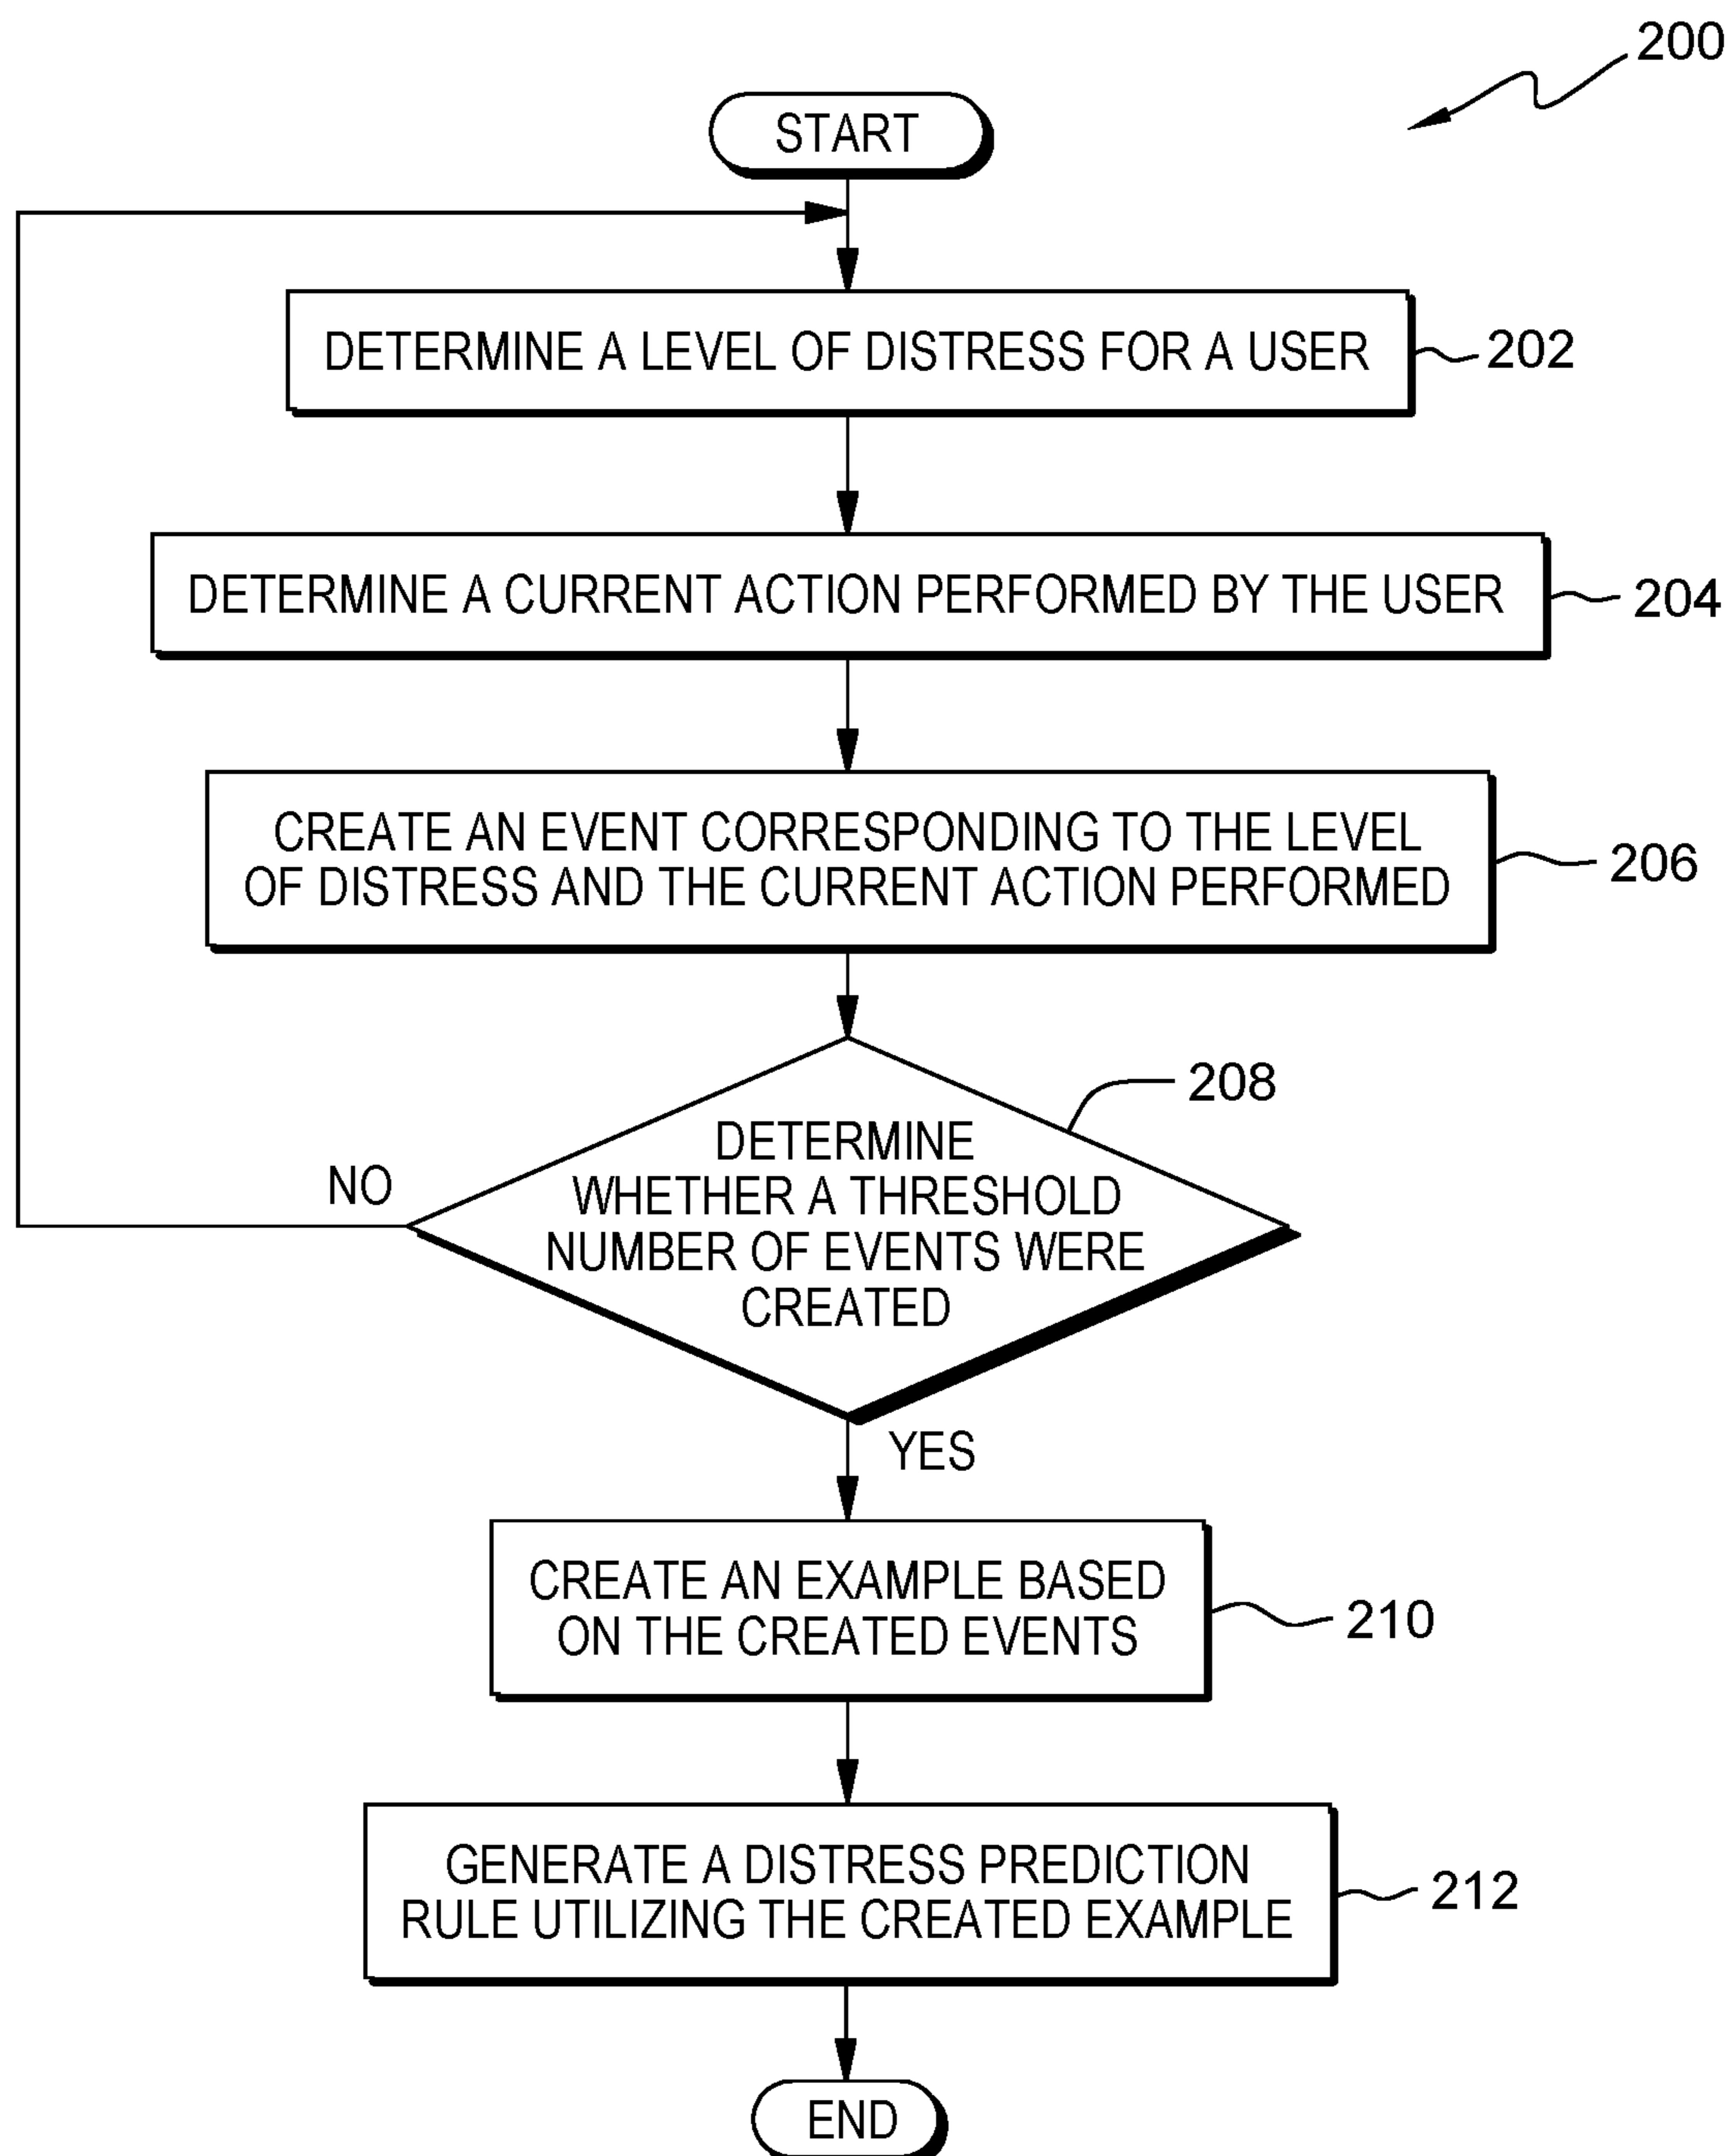 200
START
DETERMINE A LEVEL OF DISTRESS FOR A USER
202
DETERMINE A CURRENT ACTION PERFORMED BY THE USER
204
CREATE AN EVENT CORRESPONDING TO THE LEVEL
OF DISTRESS AND THE CURRENT ACTION PERFORMED
206
208
DETERMINE
WHETHER A THRESHOLD
NUMBER OF EVENTS WERE
CREATED
NO
YES
CREATE AN EXAMPLE BASED
ON THE CREATED EVENTS
210
GENERATE A DISTRESS PREDICTION
RULE UTILIZING THE CREATED EXAMPLE
212
END